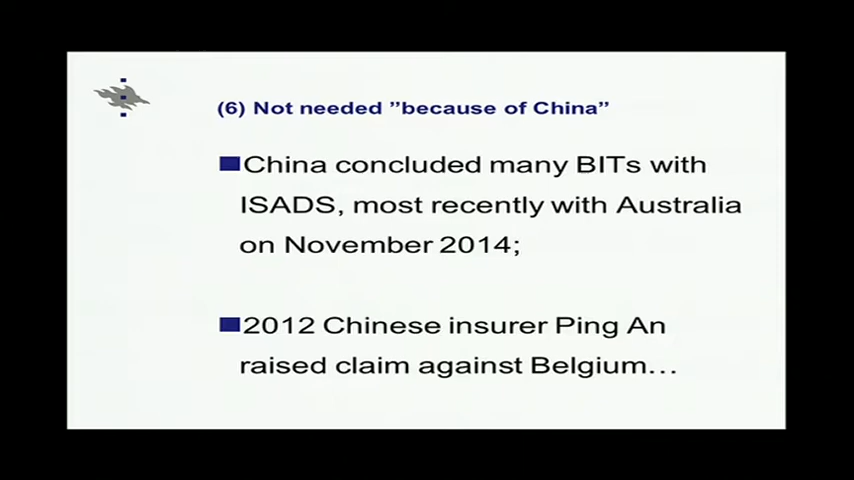 (6) Not needed ”because of China”
China concluded many BITs with
ISADS, most recently with Australia
on November 2014;
2012 Chinese insurer Ping An
raised claim against Belgium…